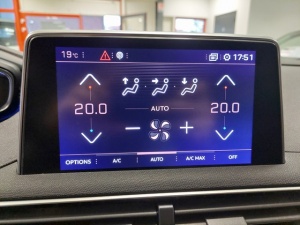 19°C 17:51
20.0 AUTO 20.0
OPTIONS A/C AUTO A/C MAX OFF